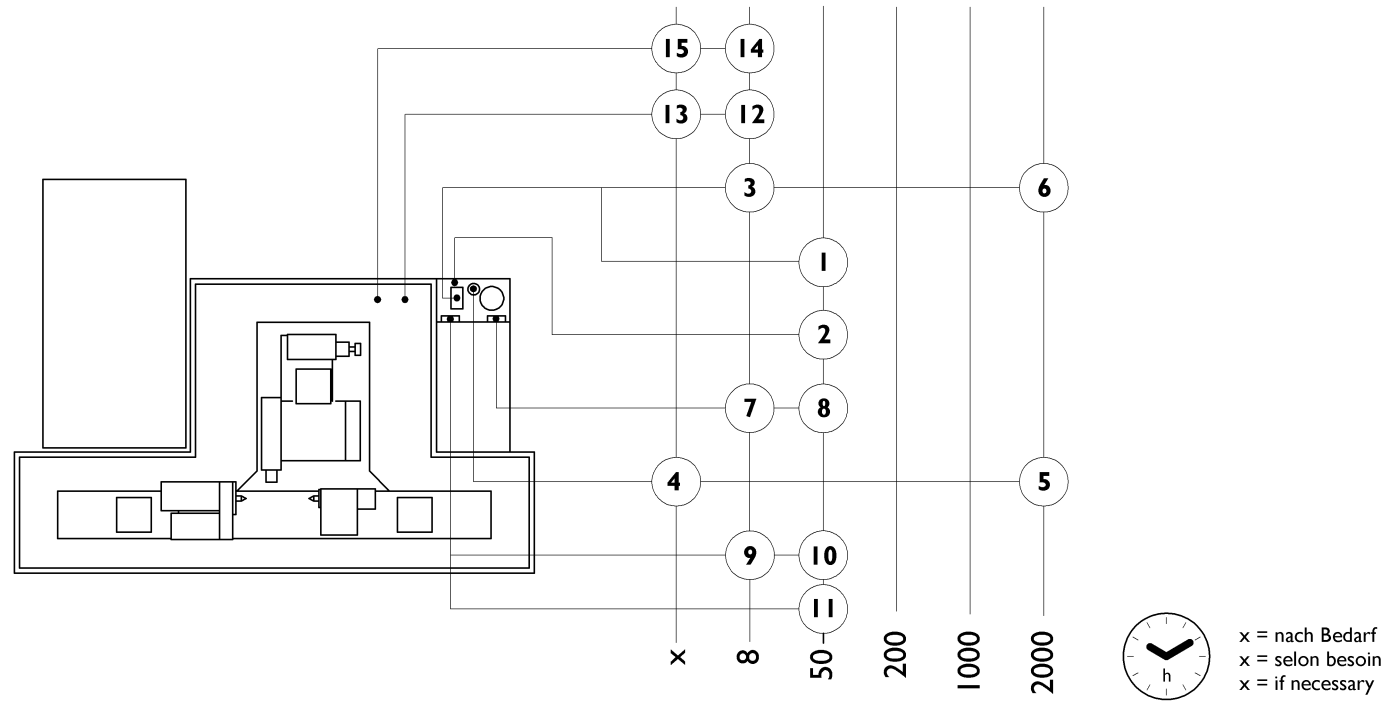 15 14
13 12
3 6
1
2
7 8
4 5
9 10
11
x 8 50 200 1000 2000
h
x = nach Bedarf
x = selon besoin
x = if necessary